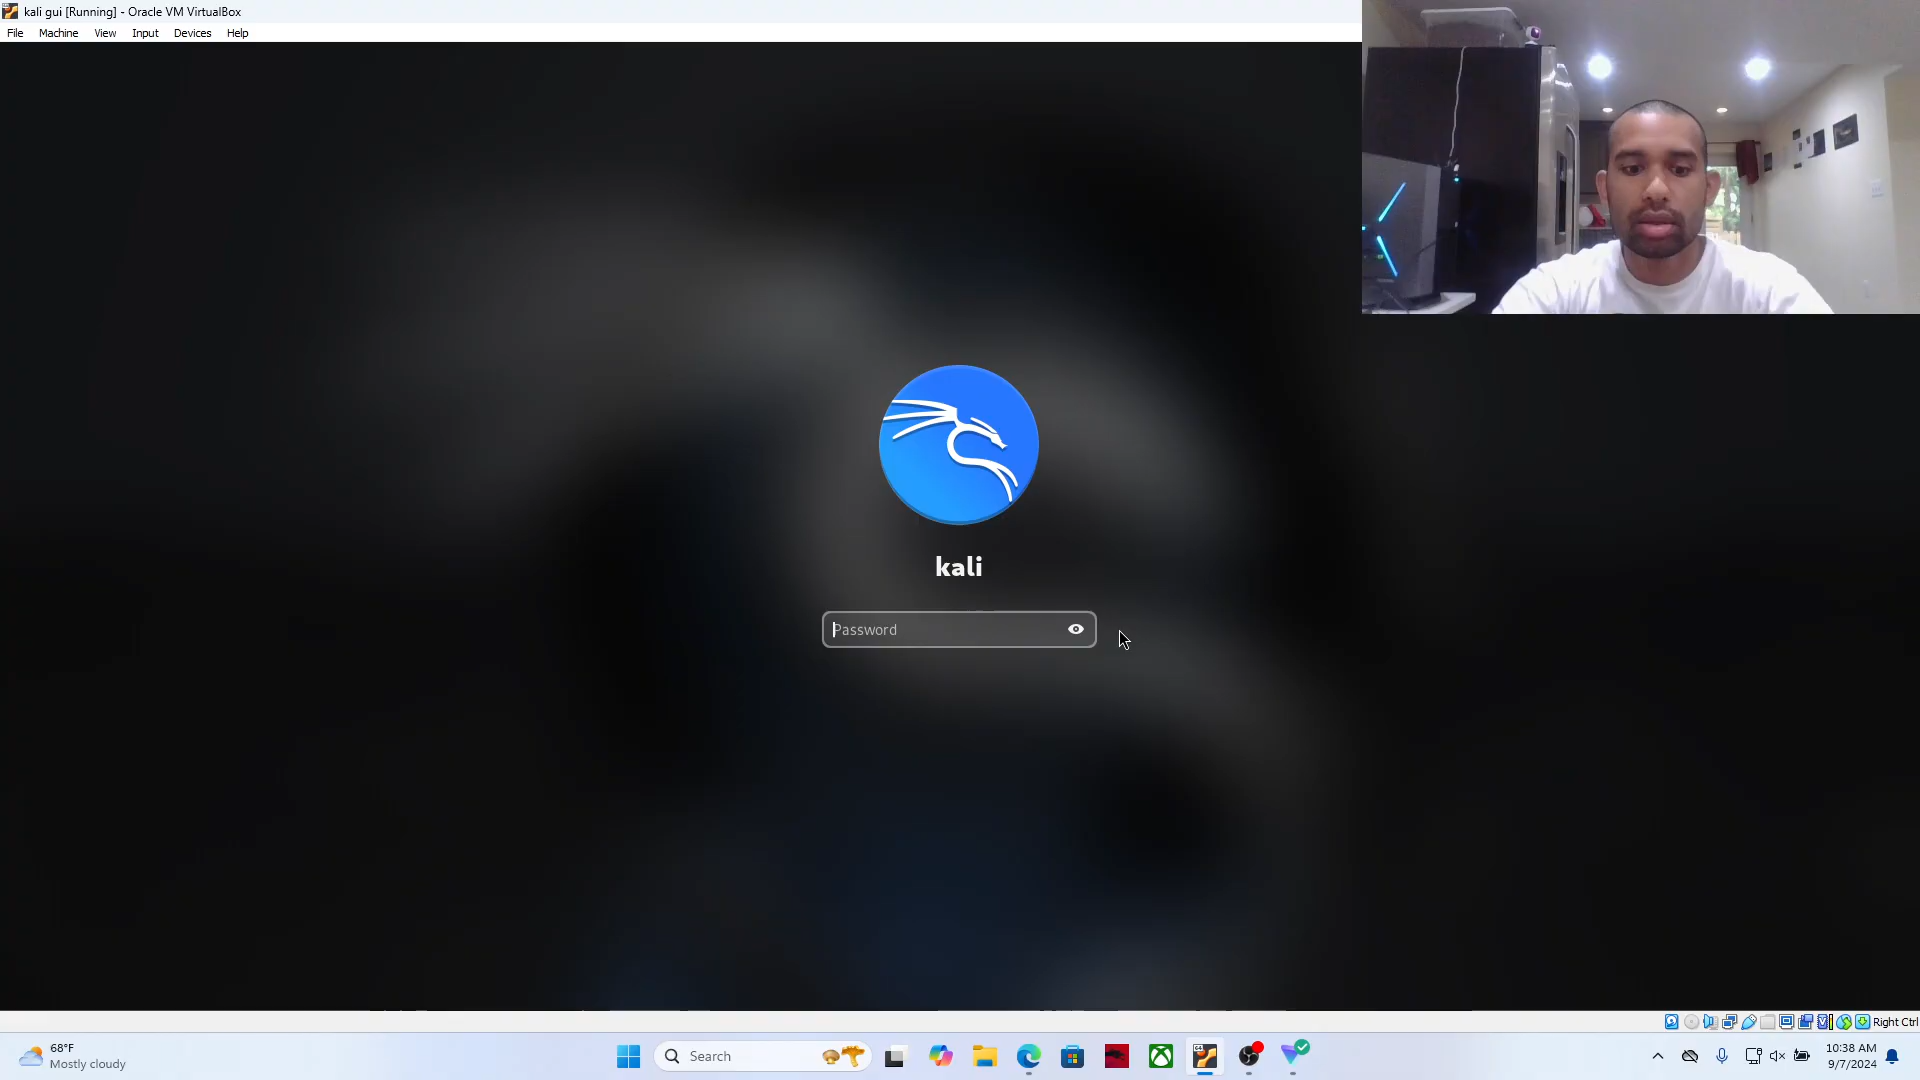 kali gui [Running] - Oracle VM VirtualBox
File Machine View Input Devices Help
kali
Password
Right Ctrl
68°F
Mostly cloudy
Search
10:38 AM
9/7/2024